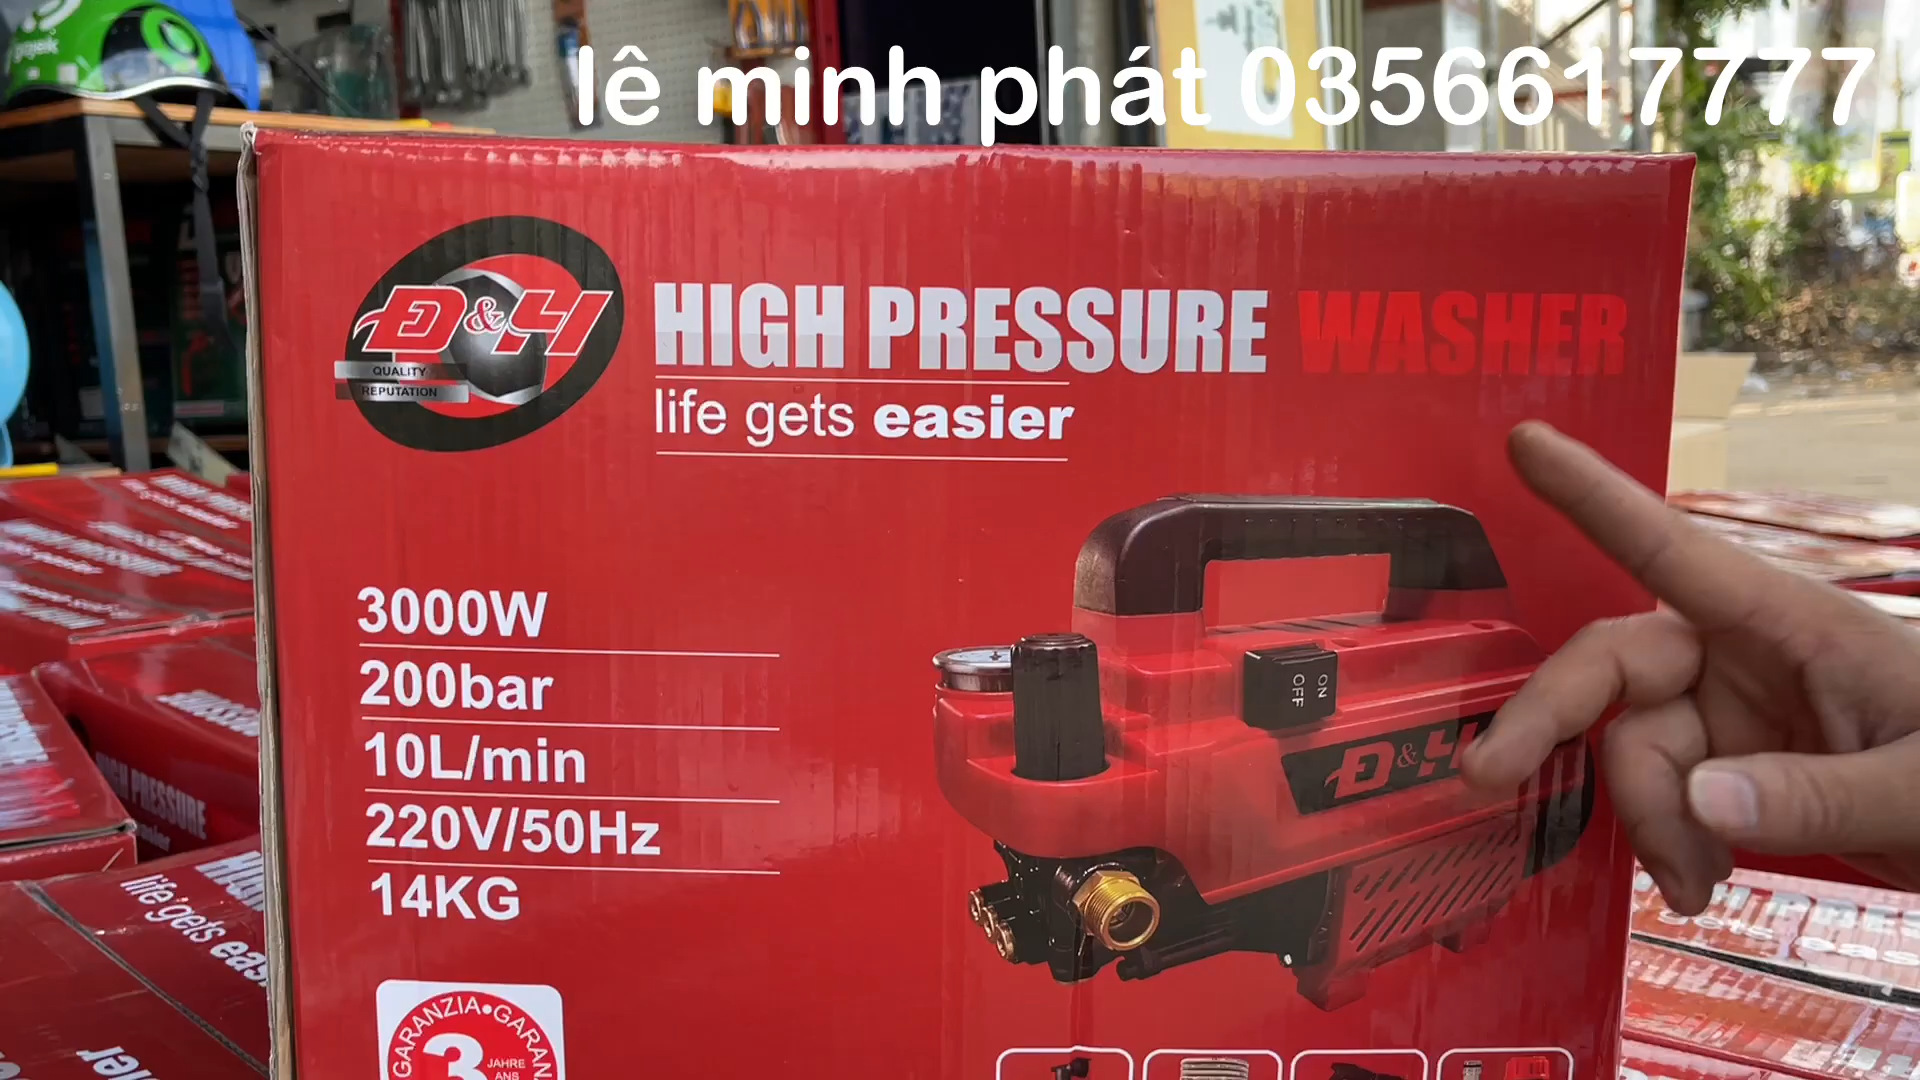 lê minh phát 0356617777
Đ&H
QUALITY
REPUTATION
HIGH PRESSURE WASHER
life gets easier
3000W
200bar
10L/min
220V/50Hz
14KG
ON
OFF
Đ&H
GARANZIA•GARAN
3
JAHRE
ANS
HIGH PRESSURE
life gets eas